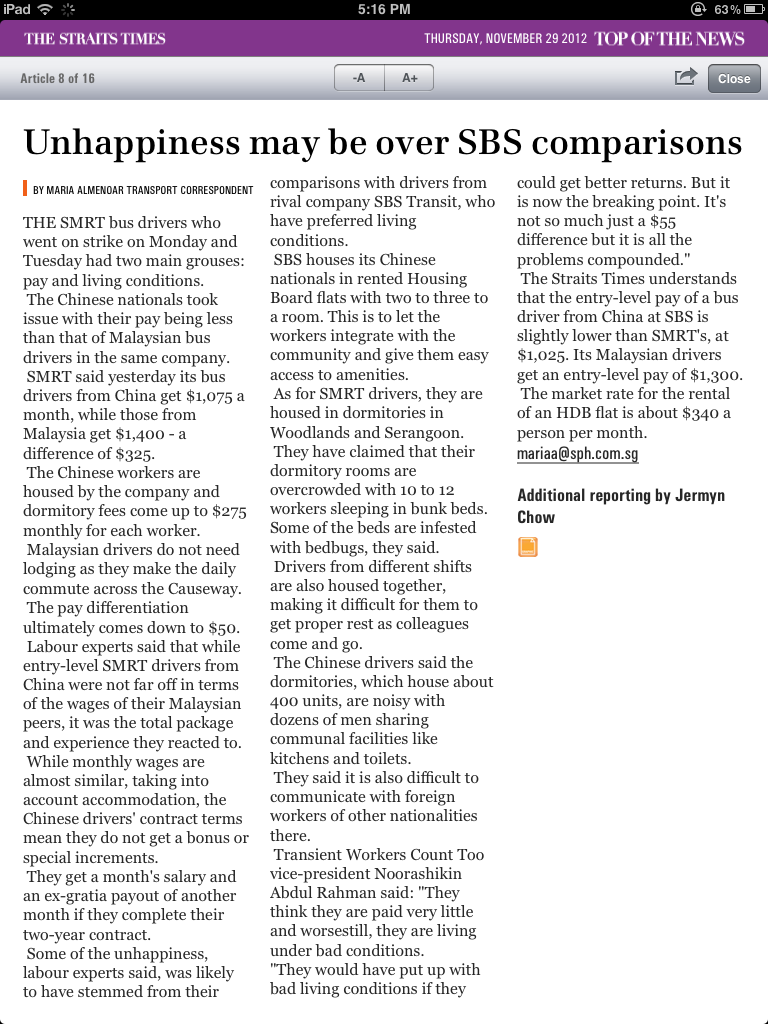 iPad
5:16 PM
63%
THE STRAITS TIMES
THURSDAY, NOVEMBER 29 2012 TOP OF THE NEWS
Article 8 of 16
-A
A+
Close
Unhappiness may be over SBS comparisons
BY MARIA ALMENOAR TRANSPORT CORRESPONDENT
THE SMRT bus drivers who
went on strike on Monday and
Tuesday had two main grouses:
pay and living conditions.
The Chinese nationals took
issue with their pay being less
than that of Malaysian bus
drivers in the same company.
SMRT said yesterday its bus
drivers from China get $1,075 a
month, while those from
Malaysia get $1,400 - a
difference of $325.
The Chinese workers are
housed by the company and
dormitory fees come up to $275
monthly for each worker.
Malaysian drivers do not need
lodging as they make the daily
commute across the Causeway.
The pay differentiation
ultimately comes down to $50.
Labour experts said that while
entry-level SMRT drivers from
China were not far off in terms
of the wages of their Malaysian
peers, it was the total package
and experience they reacted to.
While monthly wages are
almost similar, taking into
account accommodation, the
Chinese drivers' contract terms
mean they do not get a bonus or
special increments.
They get a month's salary and
an ex-gratia payout of another
month if they complete their
two-year contract.
Some of the unhappiness,
labour experts said, was likely
to have stemmed from their
comparisons with drivers from
rival company SBS Transit, who
have preferred living
conditions.
SBS houses its Chinese
nationals in rented Housing
Board flats with two to three to
a room. This is to let the
workers integrate with the
community and give them easy
access to amenities.
As for SMRT drivers, they are
housed in dormitories in
Woodlands and Serangoon.
They have claimed that their
dormitory rooms are
overcrowded with 10 to 12
workers sleeping in bunk beds.
Some of the beds are infested
with bedbugs, they said.
Drivers from different shifts
are also housed together,
making it difficult for them to
get proper rest as colleagues
come and go.
The Chinese drivers said the
dormitories, which house about
400 units, are noisy with
dozens of men sharing
communal facilities like
kitchens and toilets.
They said it is also difficult to
communicate with foreign
workers of other nationalities
there.
Transient Workers Count Too
vice-president Noorashikin
Abdul Rahman said: "They
think they are paid very little
and worsestill, they are living
under bad conditions.
"They would have put up with
bad living conditions if they
could get better returns. But it
is now the breaking point. It's
not so much just a $55
difference but it is all the
problems compounded."
The Straits Times understands
that the entry-level pay of a bus
driver from China at SBS is
slightly lower than SMRT's, at
$1,025. Its Malaysian drivers
get an entry-level pay of $1,300.
The market rate for the rental
of an HDB flat is about $340 a
person per month.
mariaa@sph.com.sg
Additional reporting by Jermyn
Chow